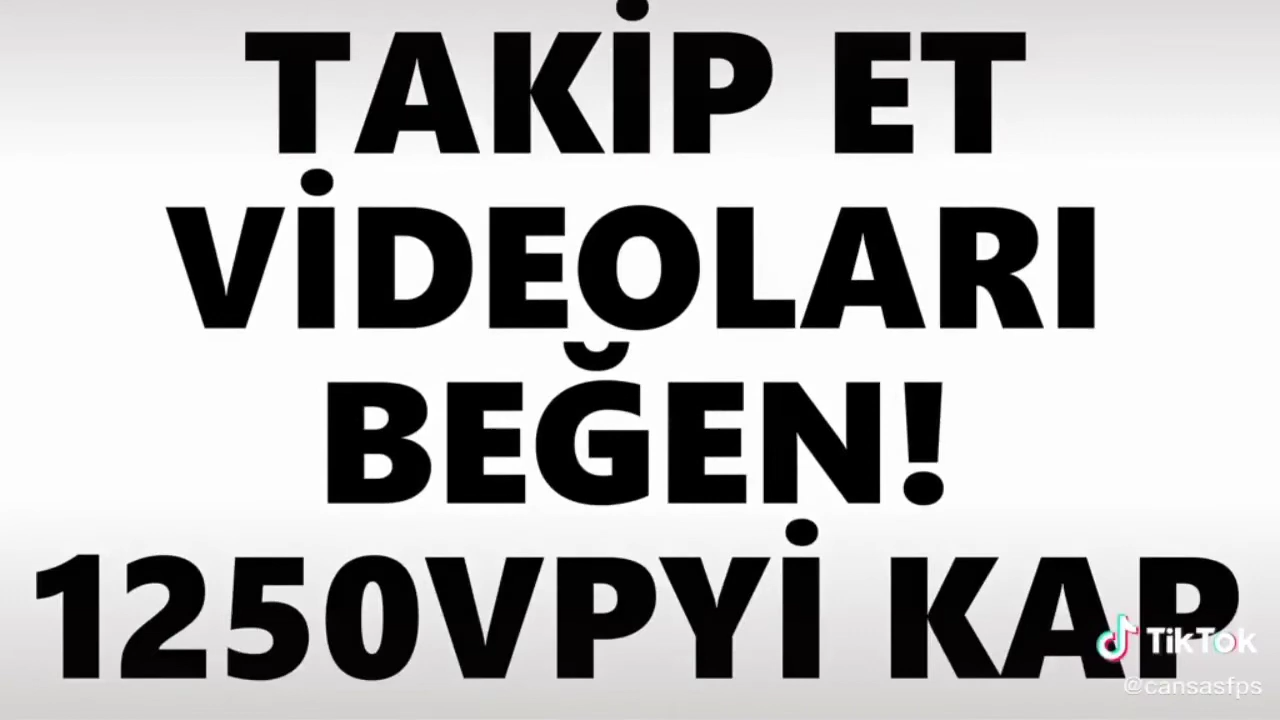 TAKİP ET
VİDEOLARI
BEĞEN!
1250VPYİ KAP
TikTok
@cansasfps